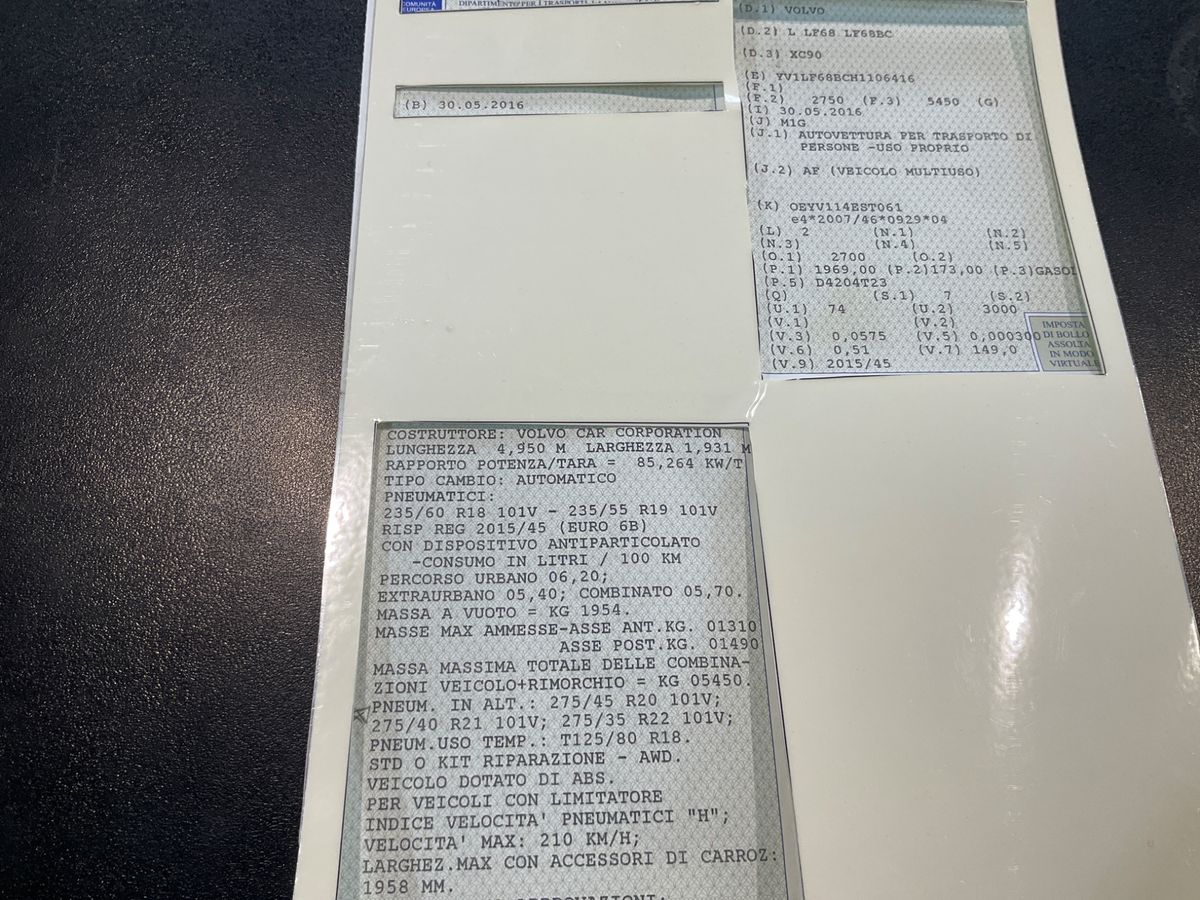 COMUNITÀ
EUROPEA
DIPARTIMENTO PER I TRASPORTI
(B) 30.05.2016
(D.1) VOLVO
(D.2) L LF68 LF68BC
(D.3) XC90
(E) YV1LF68BCH1106416
(F.1)
(F.2) 2750 (F.3) 5450 (G)
(I) 30.05.2016
(J) M1G
(J.1) AUTOVETTURA PER TRASPORTO DI
PERSONE -USO PROPRIO
(J.2) AF (VEICOLO MULTIUSO)
(K) OEYV114EST061
e4*2007/46*0929*04
(L) 2 (N.1) (N.2)
(N.3) (N.4) (N.5)
(O.1) 2700 (O.2)
(P.1) 1969,00 (P.2)173,00 (P.3)GASOL
(P.5) D4204T23
(Q) (S.1) 7 (S.2)
(U.1) 74 (U.2) 3000
(V.1) (V.2)
(V.3) 0,0575 (V.5) 0,000300
(V.6) 0,51 (V.7) 149,0
(V.9) 2015/45
IMPOSTA
DI BOLLO
ASSOLTA
IN MODO
VIRTUALE
COSTRUTTORE: VOLVO CAR CORPORATION
LUNGHEZZA 4,950 M LARGHEZZA 1,931 M
RAPPORTO POTENZA/TARA = 85,264 KW/T
TIPO CAMBIO: AUTOMATICO
PNEUMATICI:
235/60 R18 101V - 235/55 R19 101V
RISP REG 2015/45 (EURO 6B)
CON DISPOSITIVO ANTIPARTICOLATO
-CONSUMO IN LITRI / 100 KM
PERCORSO URBANO 06,20;
EXTRAURBANO 05,40; COMBINATO 05,70.
MASSA A VUOTO = KG 1954.
MASSE MAX AMMESSE-ASSE ANT.KG. 01310
ASSE POST.KG. 01490
MASSA MASSIMA TOTALE DELLE COMBINA-
ZIONI VEICOLO+RIMORCHIO = KG 05450.
PNEUM. IN ALT.: 275/45 R20 101V;
275/40 R21 101V; 275/35 R22 101V;
PNEUM.USO TEMP.: T125/80 R18.
STD O KIT RIPARAZIONE - AWD.
VEICOLO DOTATO DI ABS.
PER VEICOLI CON LIMITATORE
INDICE VELOCITA' PNEUMATICI "H";
VELOCITA' MAX: 210 KM/H;
LARGHEZ.MAX CON ACCESSORI DI CARROZ:
1958 MM.